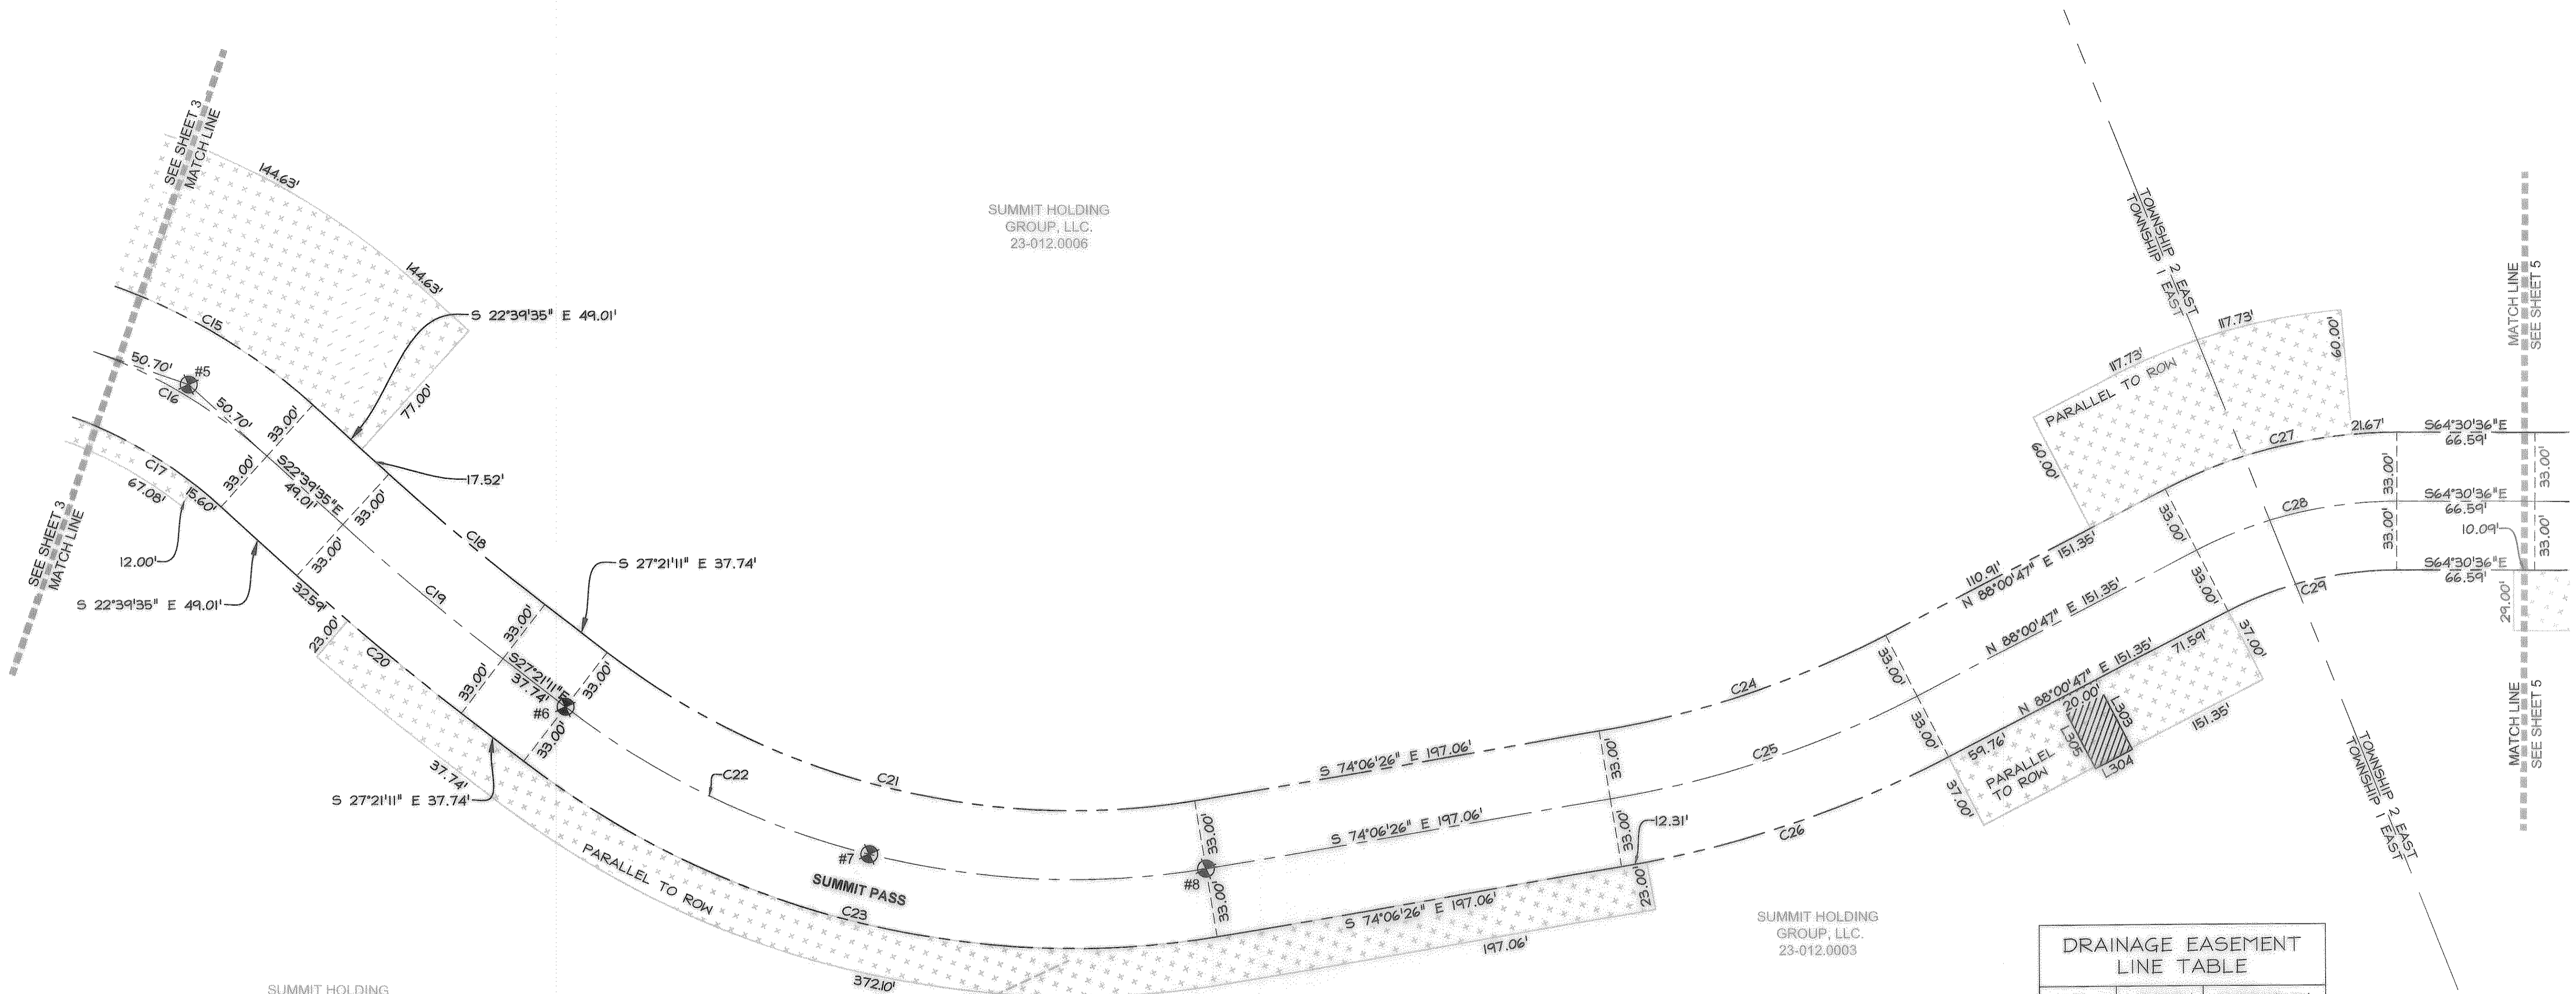 SEE SHEET 3
MATCH LINE
144.63'
144.63'
S 22°39'35" E 49.01'
77.00'
17.52'
C15
50.70'
#5
C16
50.70'
33.00'
33.00'
C17
67.08'
15.60'
12.00'
S22°39'35"E
49.01'
33.00'
33.00'
SEE SHEET 3
MATCH LINE
S 22°39'35" E 49.01'
32.59'
23.00'
C18
C19
C20
S 27°21'11" E 37.74'
33.00'
33.00'
S27°21'11"E
37.74'
#6
33.00'
33.00'
37.74'
S 27°21'11" E 37.74'
SUMMIT HOLDING
GROUP, LLC.
23-012.0006
C21
C22
#7
SUMMIT PASS
C23
PARALLEL TO ROW
372.10'
SUMMIT HOLDING
33.00'
#8
33.00'
S 74°06'26" E 197.06'
S 74°06'26" E 197.06'
S 74°06'26" E 197.06'
197.06'
33.00'
33.00'
12.31'
23.00'
C24
C25
C26
SUMMIT HOLDING
GROUP, LLC.
23-012.0003
33.00'
33.00'
37.00'
110.91'
N 88°00'47" E 151.35'
N 88°00'47" E 151.35'
N 88°00'47" E 151.35'
59.76'
20.00'
71.59'
L303
L304
L305
PARALLEL
TO ROW
151.35'
37.00'
33.00'
33.00'
TOWNSHIP 2 EAST
TOWNSHIP 1 EAST
117.73'
117.73'
PARALLEL TO ROW
60.00'
60.00'
C27
21.67'
S64°30'36"E
66.59'
C28
S64°30'36"E
66.59'
C29
S64°30'36"E
66.59'
33.00'
33.00'
33.00'
33.00'
10.09'
29.00'
MATCH LINE
SEE SHEET 5
MATCH LINE
SEE SHEET 5
TOWNSHIP 2 EAST
TOWNSHIP 1 EAST
DRAINAGE EASEMENT
LINE TABLE